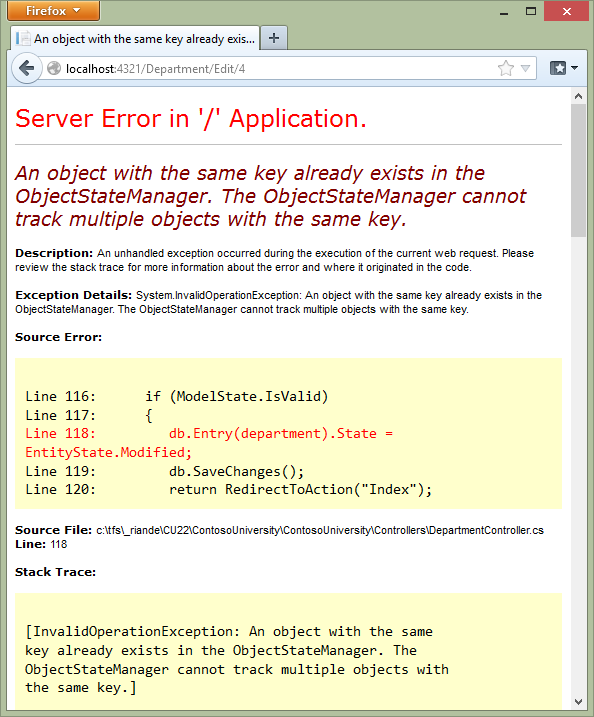 Firefox
An object with the same key already exis...
localhost:4321/Department/Edit/4
Server Error in '/' Application.
An object with the same key already exists in the
ObjectStateManager. The ObjectStateManager cannot
track multiple objects with the same key.
Description: An unhandled exception occurred during the execution of the current web request. Please
review the stack trace for more information about the error and where it originated in the code.
Exception Details: System.InvalidOperationException: An object with the same key already exists in the
ObjectStateManager. The ObjectStateManager cannot track multiple objects with the same key.
Source Error:
Line 116:      if (ModelState.IsValid)
Line 117:      {
Line 118:         db.Entry(department).State =
EntityState.Modified;
Line 119:         db.SaveChanges();
Line 120:         return RedirectToAction("Index");
Source File: c:\tfs\_riande\CU22\ContosoUniversity\ContosoUniversity\Controllers\DepartmentController.cs
Line: 118
Stack Trace:
[InvalidOperationException: An object with the same
key already exists in the ObjectStateManager. The
ObjectStateManager cannot track multiple objects with
the same key.]